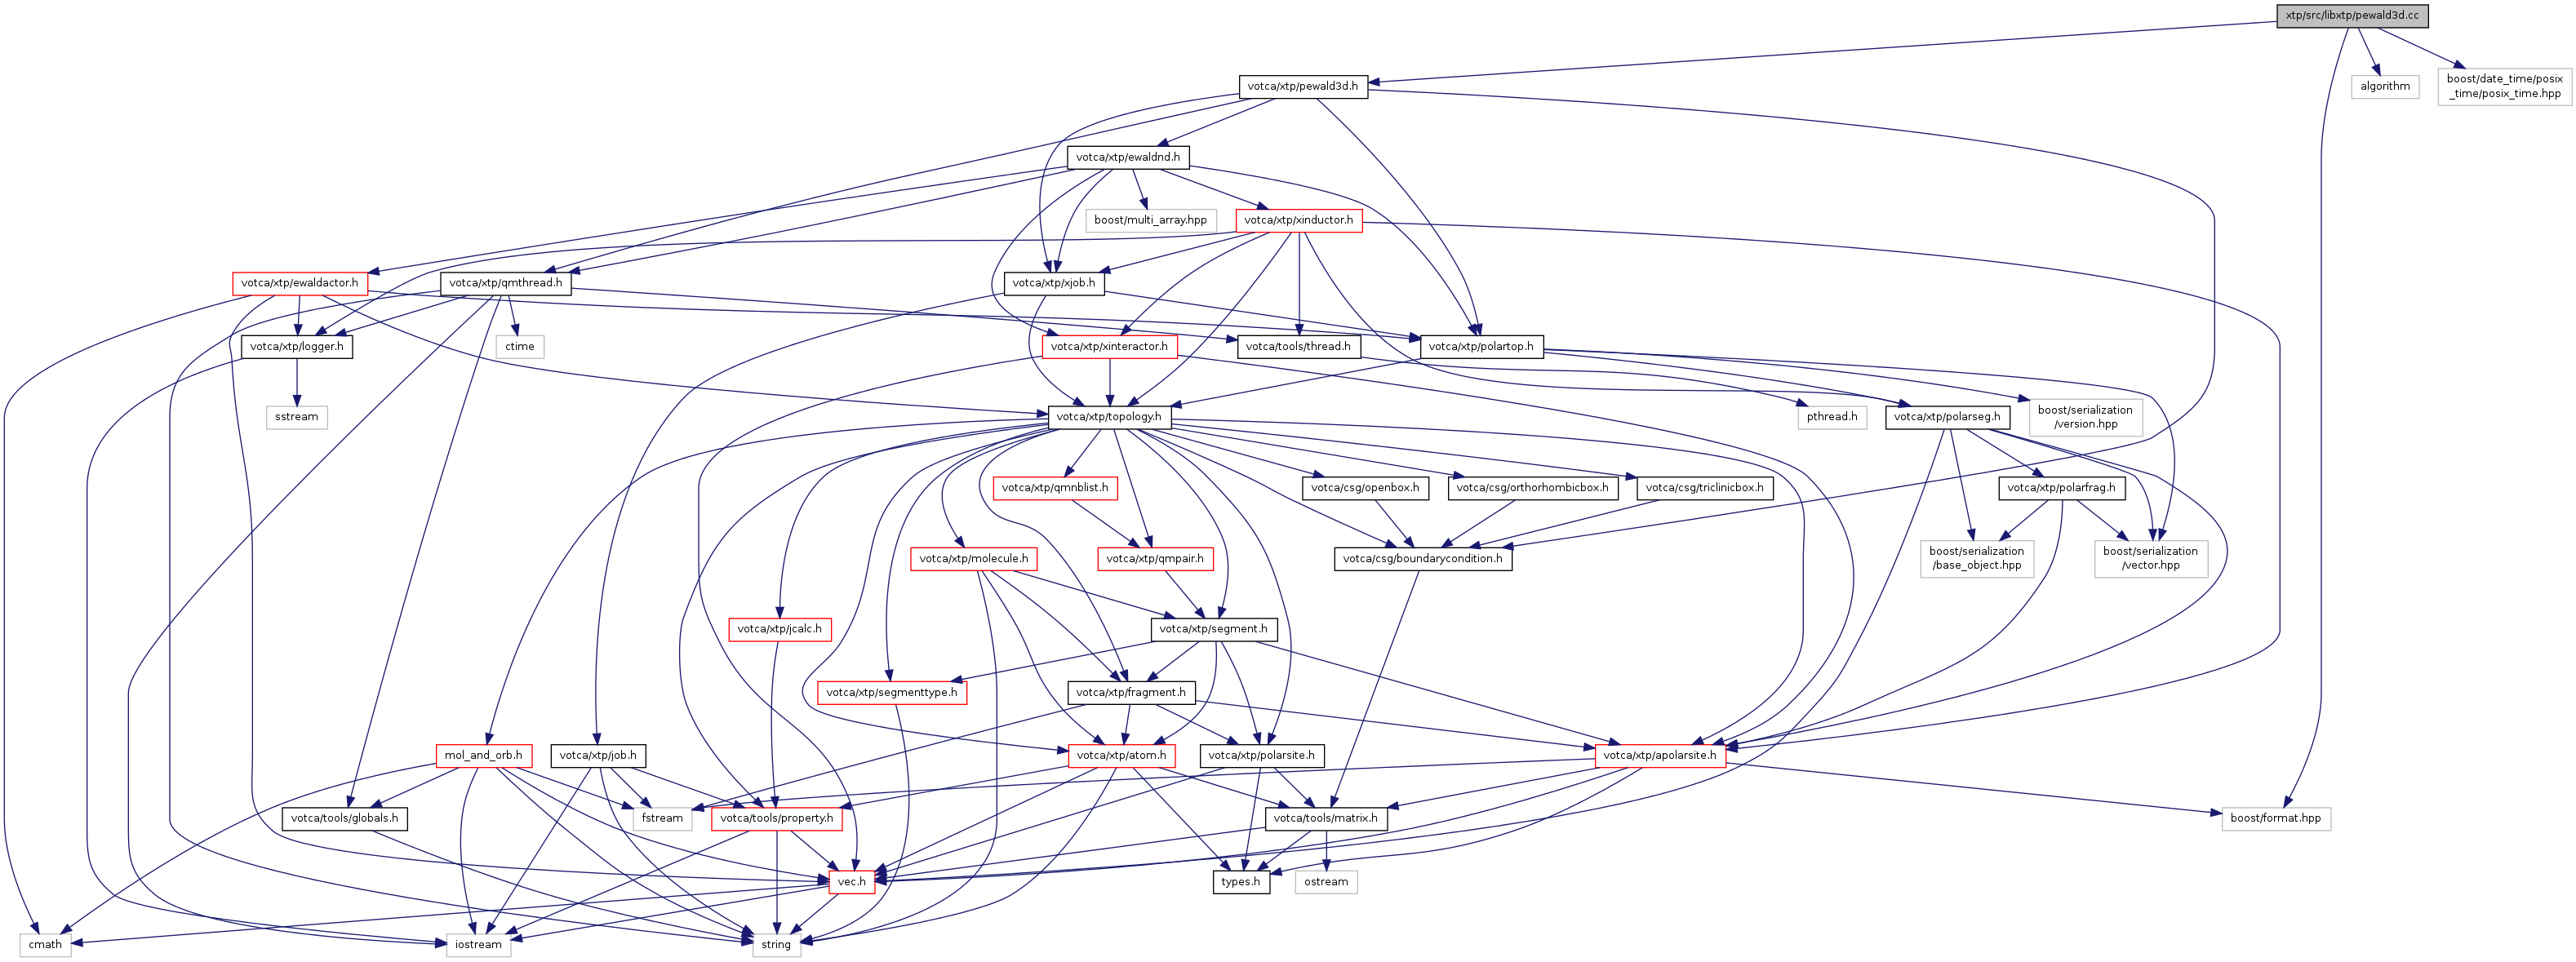 xtp/src/libxtp/pewald3d.cc
votca/xtp/pewald3d.h
algorithm
boost/date_time/posix
_time/posix_time.hpp
votca/xtp/ewaldnd.h
boost/multi_array.hpp
votca/xtp/xinductor.h
votca/xtp/ewaldactor.h
votca/xtp/qmthread.h
votca/xtp/xjob.h
votca/xtp/logger.h
ctime
votca/xtp/xinteractor.h
votca/tools/thread.h
votca/xtp/polartop.h
sstream
votca/xtp/topology.h
pthread.h
votca/xtp/polarseg.h
boost/serialization
/version.hpp
votca/xtp/qmnblist.h
votca/csg/openbox.h
votca/csg/orthorhombicbox.h
votca/csg/triclinicbox.h
votca/xtp/polarfrag.h
votca/xtp/molecule.h
votca/xtp/qmpair.h
votca/csg/boundarycondition.h
boost/serialization
/base_object.hpp
boost/serialization
/vector.hpp
votca/xtp/jcalc.h
votca/xtp/segment.h
votca/xtp/segmenttype.h
votca/xtp/fragment.h
mol_and_orb.h
votca/xtp/job.h
votca/xtp/atom.h
votca/xtp/polarsite.h
votca/xtp/apolarsite.h
votca/tools/globals.h
fstream
votca/tools/property.h
votca/tools/matrix.h
boost/format.hpp
vec.h
types.h
ostream
cmath
iostream
string